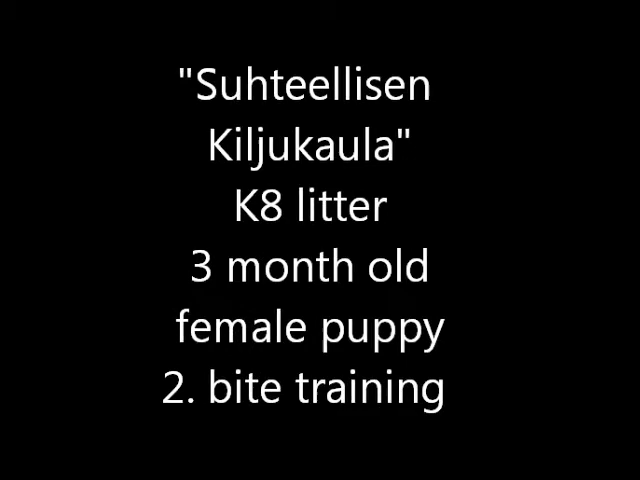 "Suhteellisen
Kiljukaula"
K8 litter
3 month old
female puppy
2. bite training